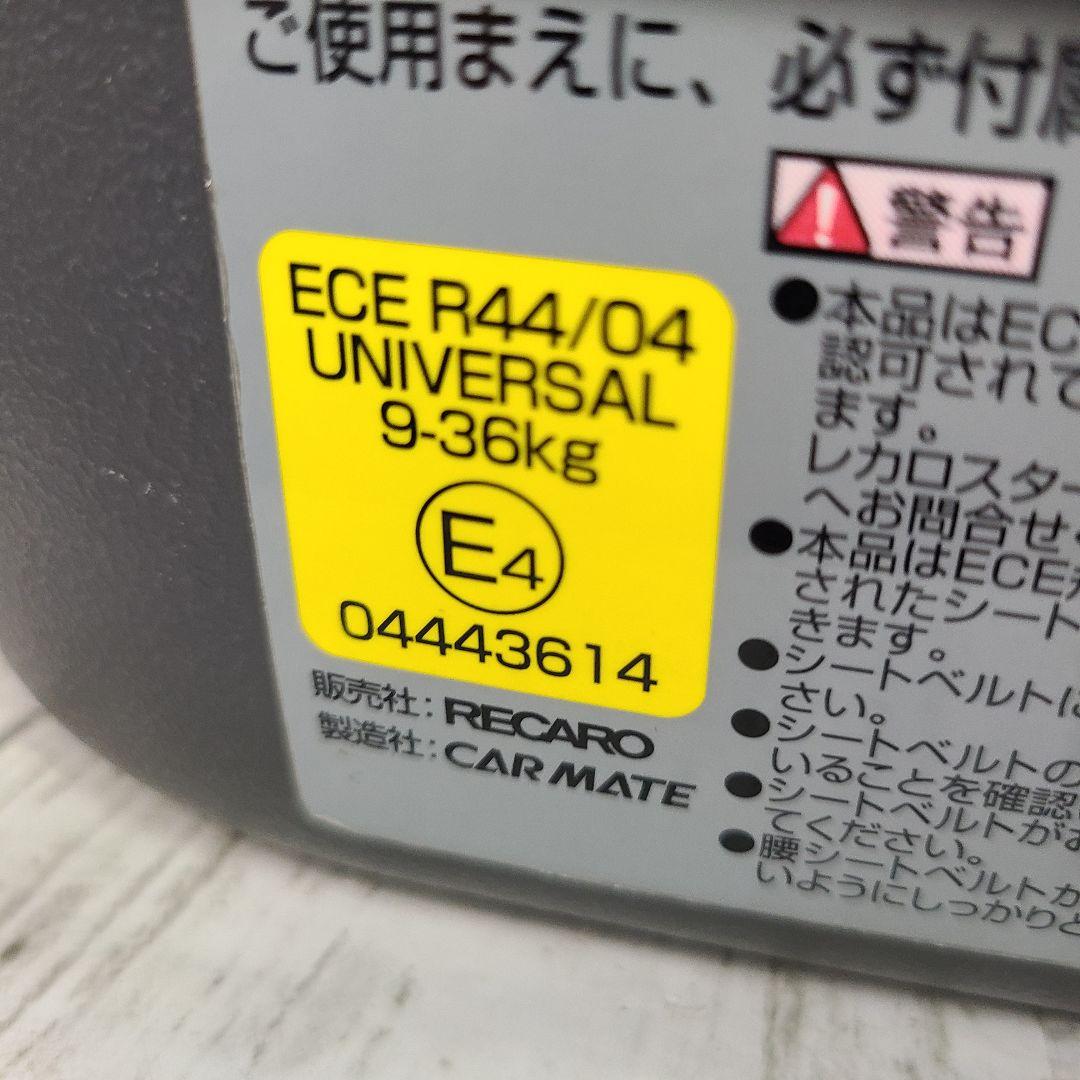 ご使用まえに、必ず付属
ECE R44/04
UNIVERSAL
9-36kg
E4
04443614
販売社:RECARO
製造社:CAR MATE
警告
●本品はEC
認可されて
ます。
レカロスター
へお問合せ
●本品はECE
されたシート
きます。
●シートベルトに
さい。
●シートベルトの
いることを確認
●シートベルトがね
てください。
●腰シートベルトが
いようにしっかりと